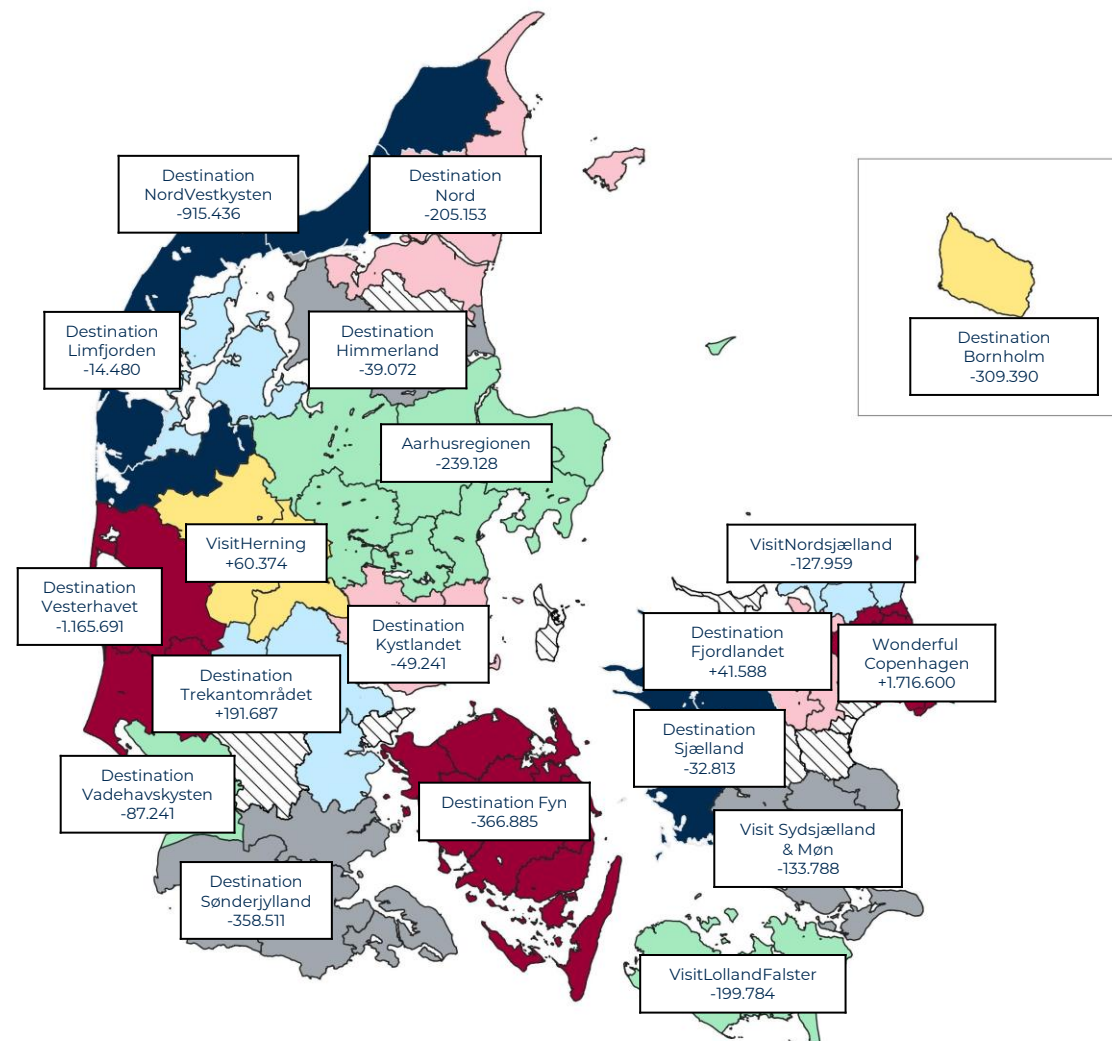 Destination
NordVestkysten
-915.436
Destination
Nord
-205.153
Destination
Limfjorden
-14.480
Destination
Himmerland
-39.072
Destination
Bornholm
-309.390
Aarhusregionen
-239.128
VisitHerning
+60.374
VisitNordsjælland
-127.959
Destination
Vesterhavet
-1.165.691
Destination
Kystlandet
-49.241
Destination
Fjordlandet
+41.588
Wonderful
Copenhagen
+1.716.600
Destination
Trekantområdet
+191.687
Destination
Sjælland
-32.813
Destination
Vadehavskysten
-87.241
Destination Fyn
-366.885
Visit Sydsjælland
& Møn
-133.788
Destination
Sønderjylland
-358.511
VisitLollandFalster
-199.784